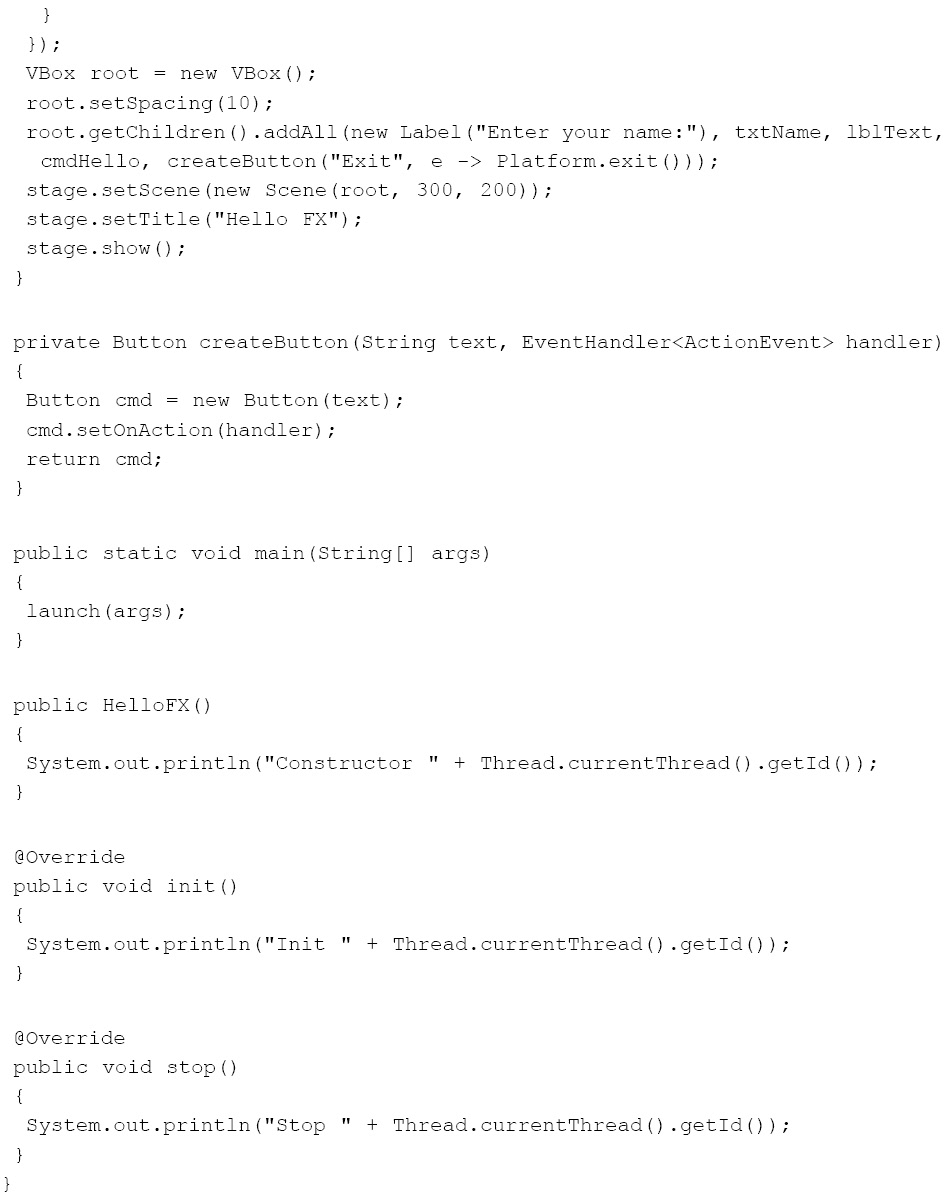 }
});
VBox root = new VBox();
root.setSpacing(10);
root.getChildren().addAll(new Label("Enter your name:"), txtName, lblText,
cmdHello, createButton("Exit", e -> Platform.exit()));
stage.setScene(new Scene(root, 300, 200));
stage.setTitle("Hello FX");
stage.show();
}
private Button createButton(String text, EventHandler<ActionEvent> handler)
{
Button cmd = new Button(text);
cmd.setOnAction(handler);
return cmd;
}
public static void main(String[] args)
{
launch(args);
}
public HelloFX()
{
System.out.println("Constructor " + Thread.currentThread().getId());
}
@Override
public void init()
{
System.out.println("Init " + Thread.currentThread().getId());
}
@Override
public void stop()
{
System.out.println("Stop " + Thread.currentThread().getId());
}
}